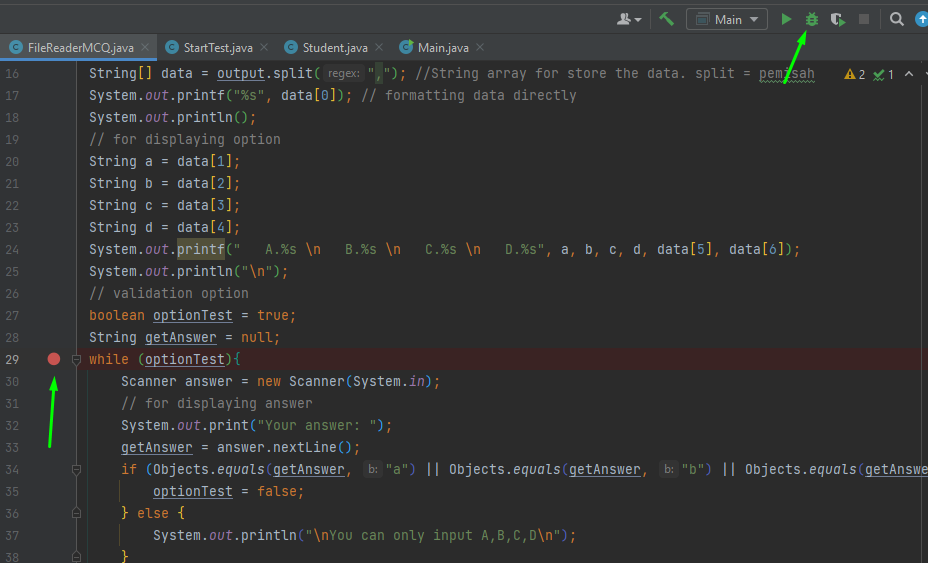 Main
FileReaderMCQ.java StartTest.java Student.java Main.java
16 String[] data = output.split( regex: ","); //String array for store the data. split = pemisah 2 1
17 System.out.printf("%s", data[0]); // formatting data directly
18 System.out.println();
19 // for displaying option
20 String a = data[1];
21 String b = data[2];
22 String c = data[3];
23 String d = data[4];
24 System.out.printf("   A.%s \n   B.%s \n   C.%s \n   D.%s", a, b, c, d, data[5], data[6]);
25 System.out.println("\n");
26 // validation option
27 boolean optionTest = true;
28 String getAnswer = null;
29 while (optionTest){
30 Scanner answer = new Scanner(System.in);
31 // for displaying answer
32 System.out.print("Your answer: ");
33 getAnswer = answer.nextLine();
34 if (Objects.equals(getAnswer, b: "a") || Objects.equals(getAnswer, b: "b") || Objects.equals(getAnswe
35 optionTest = false;
36 } else {
37 System.out.println("\nYou can only input A,B,C,D\n");
38 }